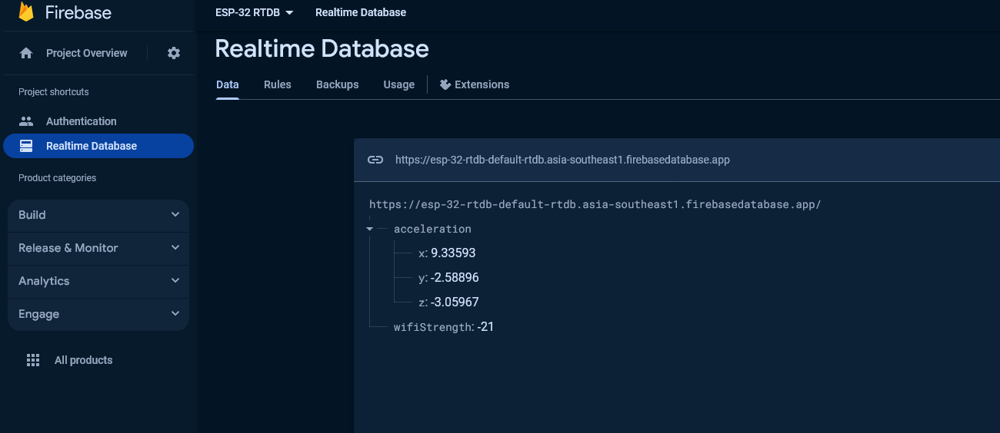 Firebase
Project Overview
Project shortcuts
Authentication
Realtime Database
Product categories
Build
Release & Monitor
Analytics
Engage
All products
ESP-32 RTDB Realtime Database
Realtime Database
Data Rules Backups Usage Extensions
https://esp-32-rtdb-default-rtdb.asia-southeast1.firebasedatabase.app
https://esp-32-rtdb-default-rtdb.asia-southeast1.firebasedatabase.app/
acceleration
x: 9.33593
y: -2.58896
z: -3.05967
wifiStrength: -21